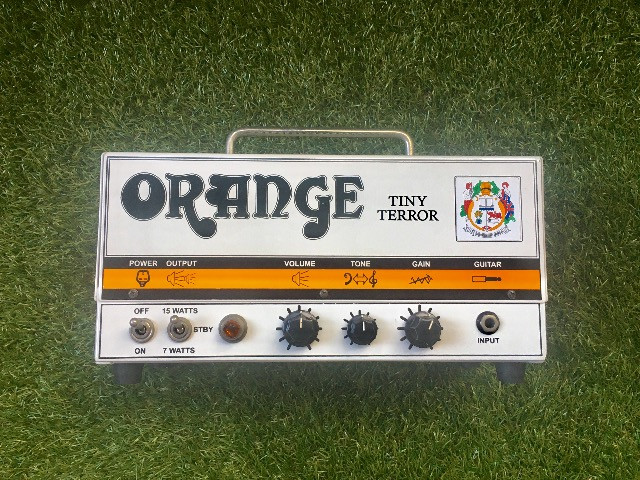 ORANGE
TINY
TERROR
POWER OUTPUT VOLUME TONE GAIN GUITAR
OFF 15 WATTS
STBY
ON 7 WATTS INPUT